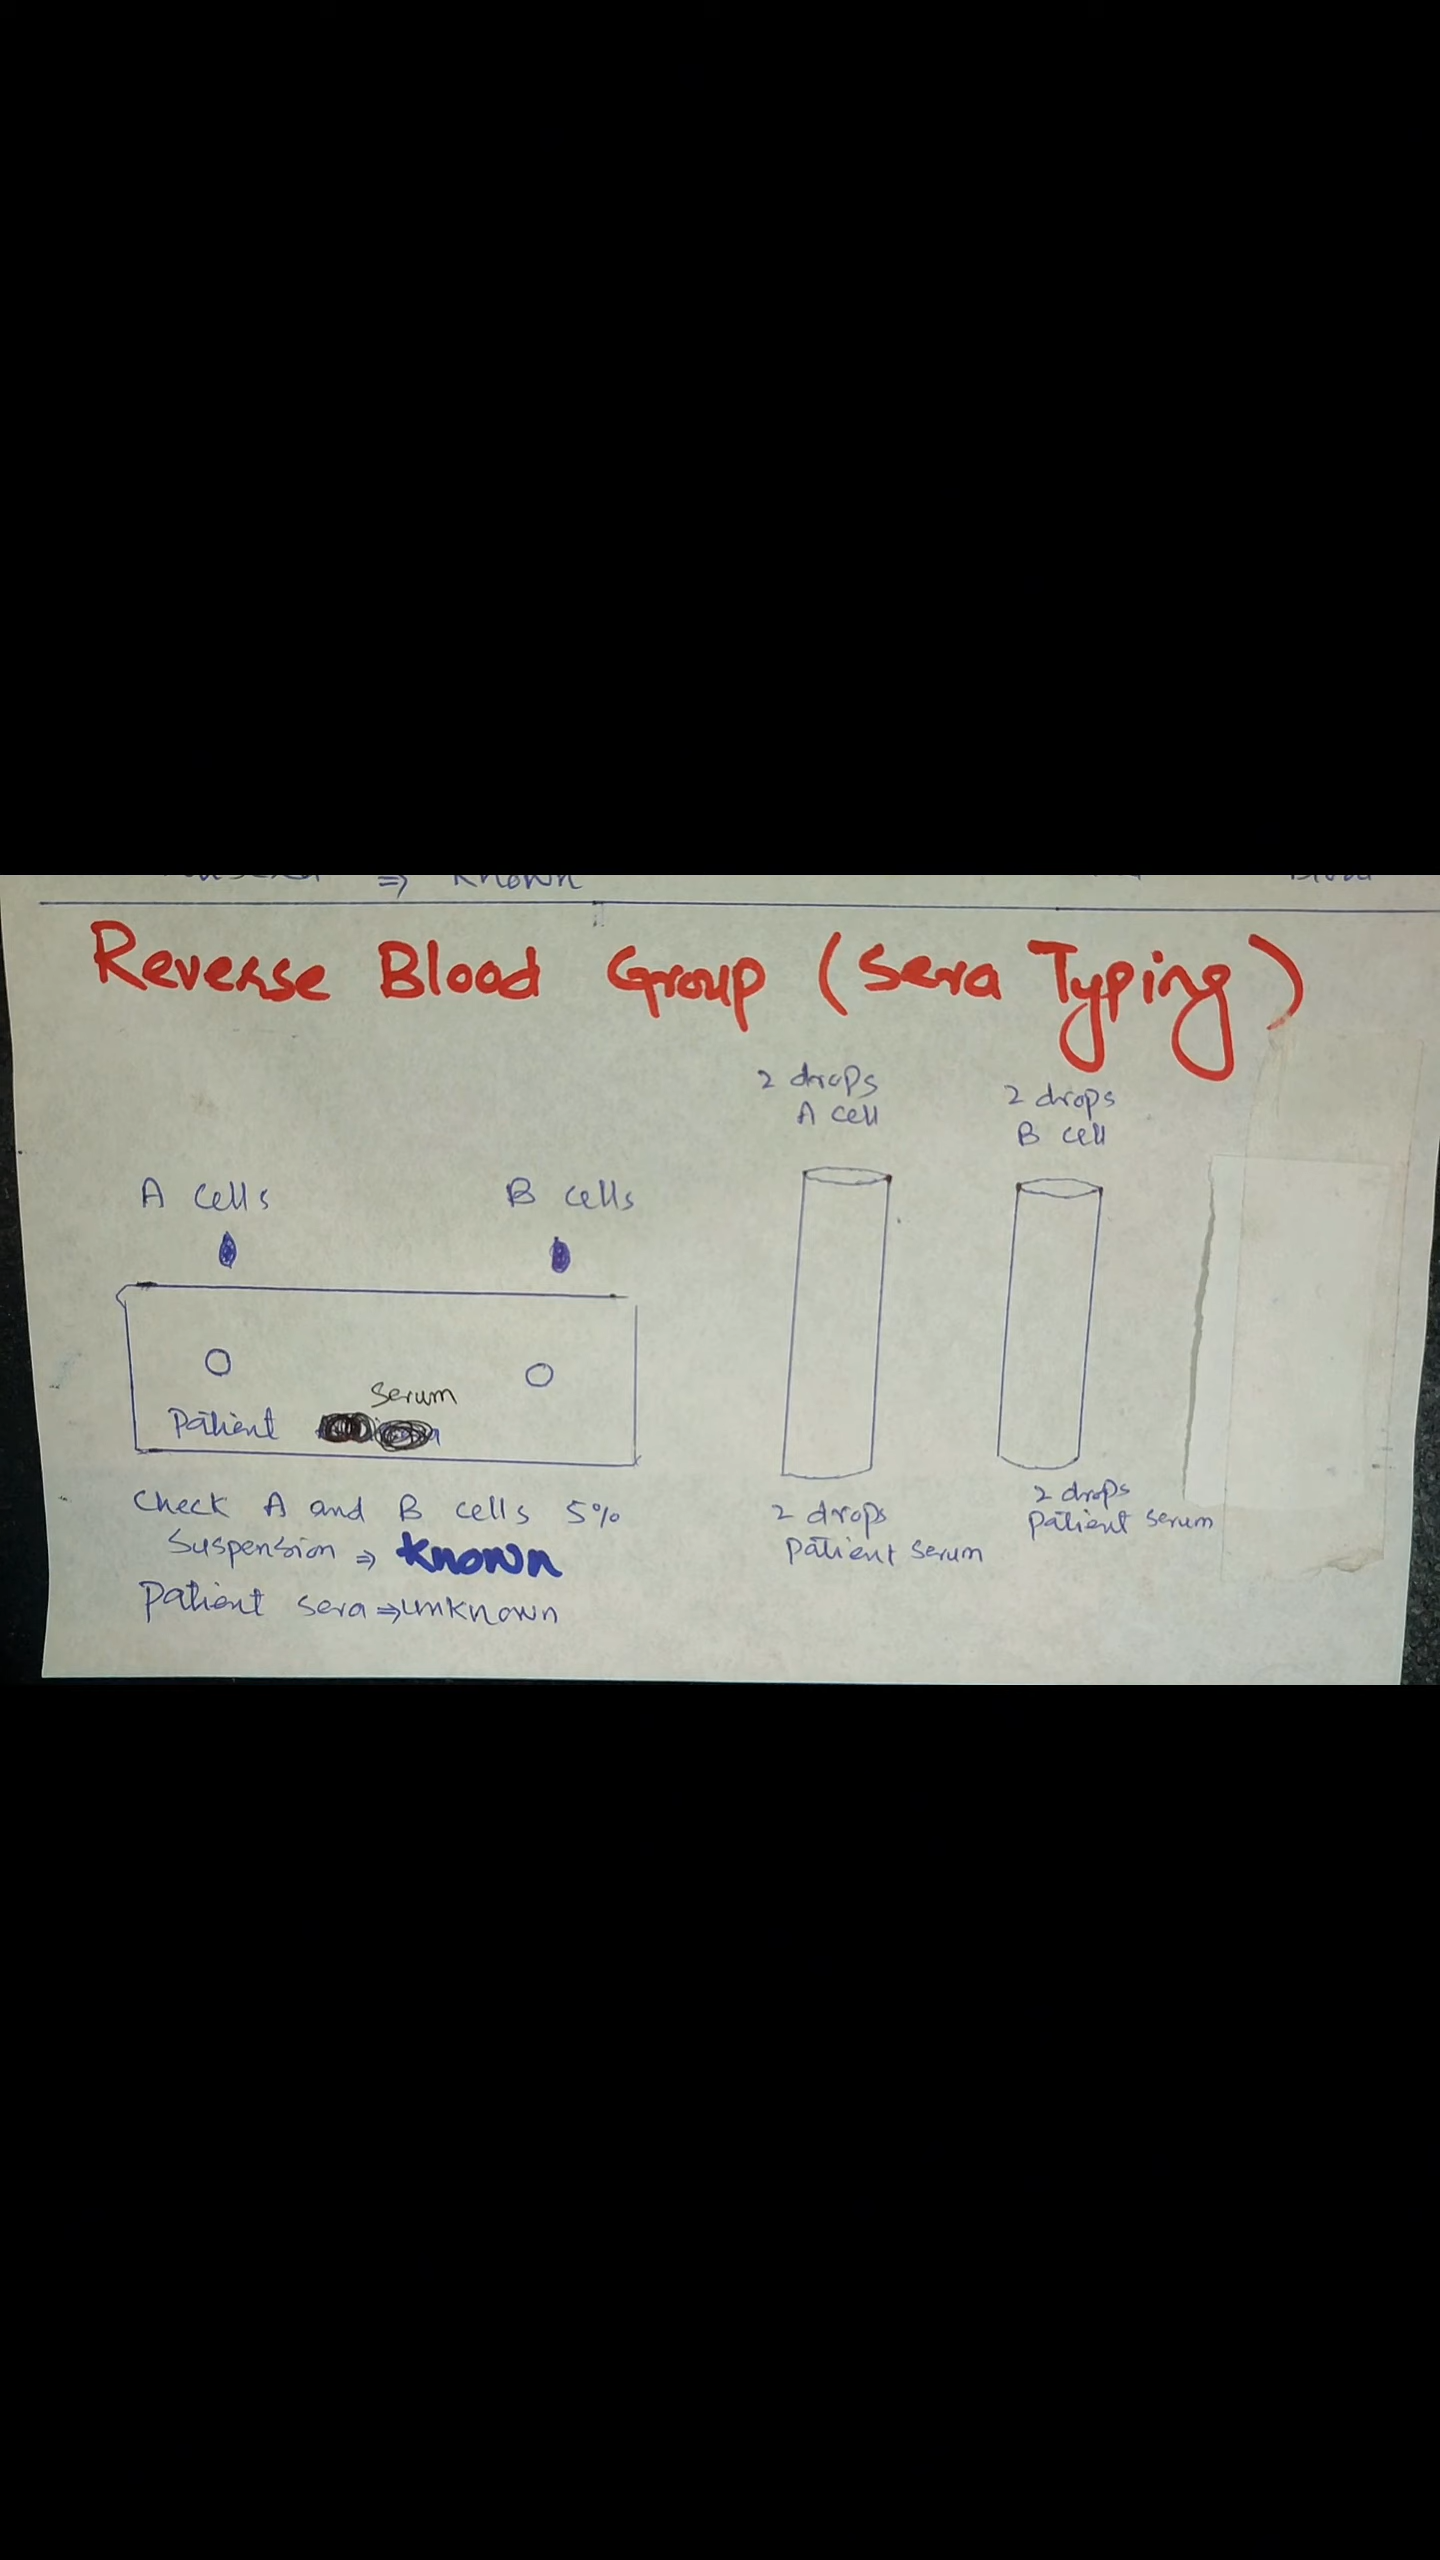 ⇒ Known
Reverse Blood Group (Sera Typing)
2 drops
A cell
2 drops
B cell
A cells
B cells
Serum
Patient
Check A and B cells 5%
Suspension ⇒ known
Patient sera ⇒ unknown
2 drops
Patient Serum
2 drops
Patient serum